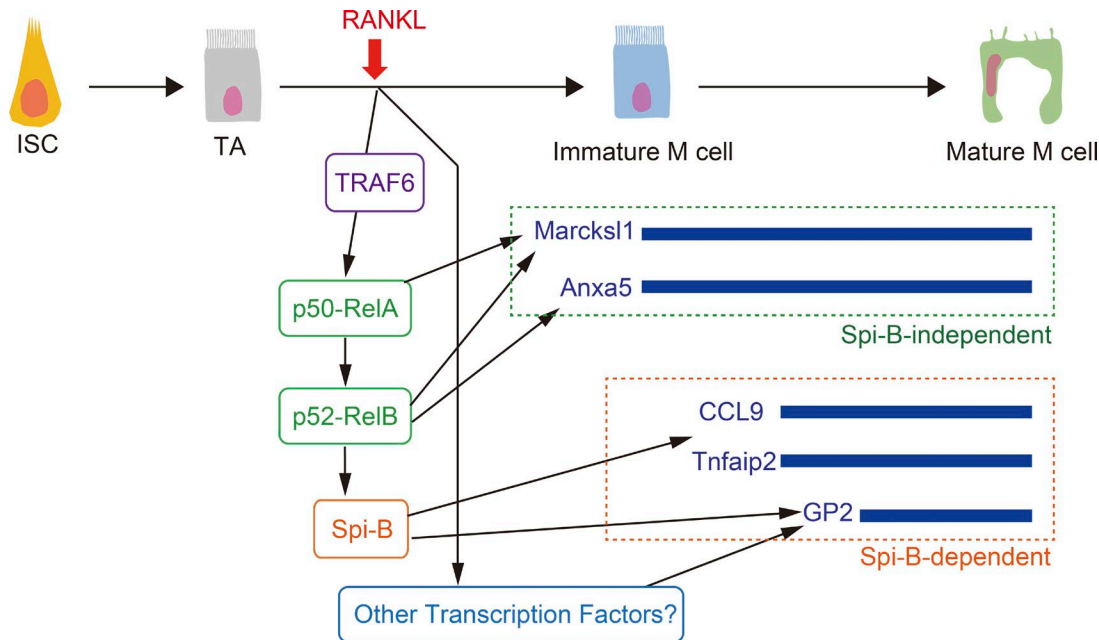 RANKL
ISC
TA
Immature M cell
Mature M cell
TRAF6
Marcksl1
p50-RelA
Anxa5
Spi-B-independent
p52-RelB
CCL9
Tnfaip2
Spi-B
GP2
Spi-B-dependent
Other Transcription Factors?